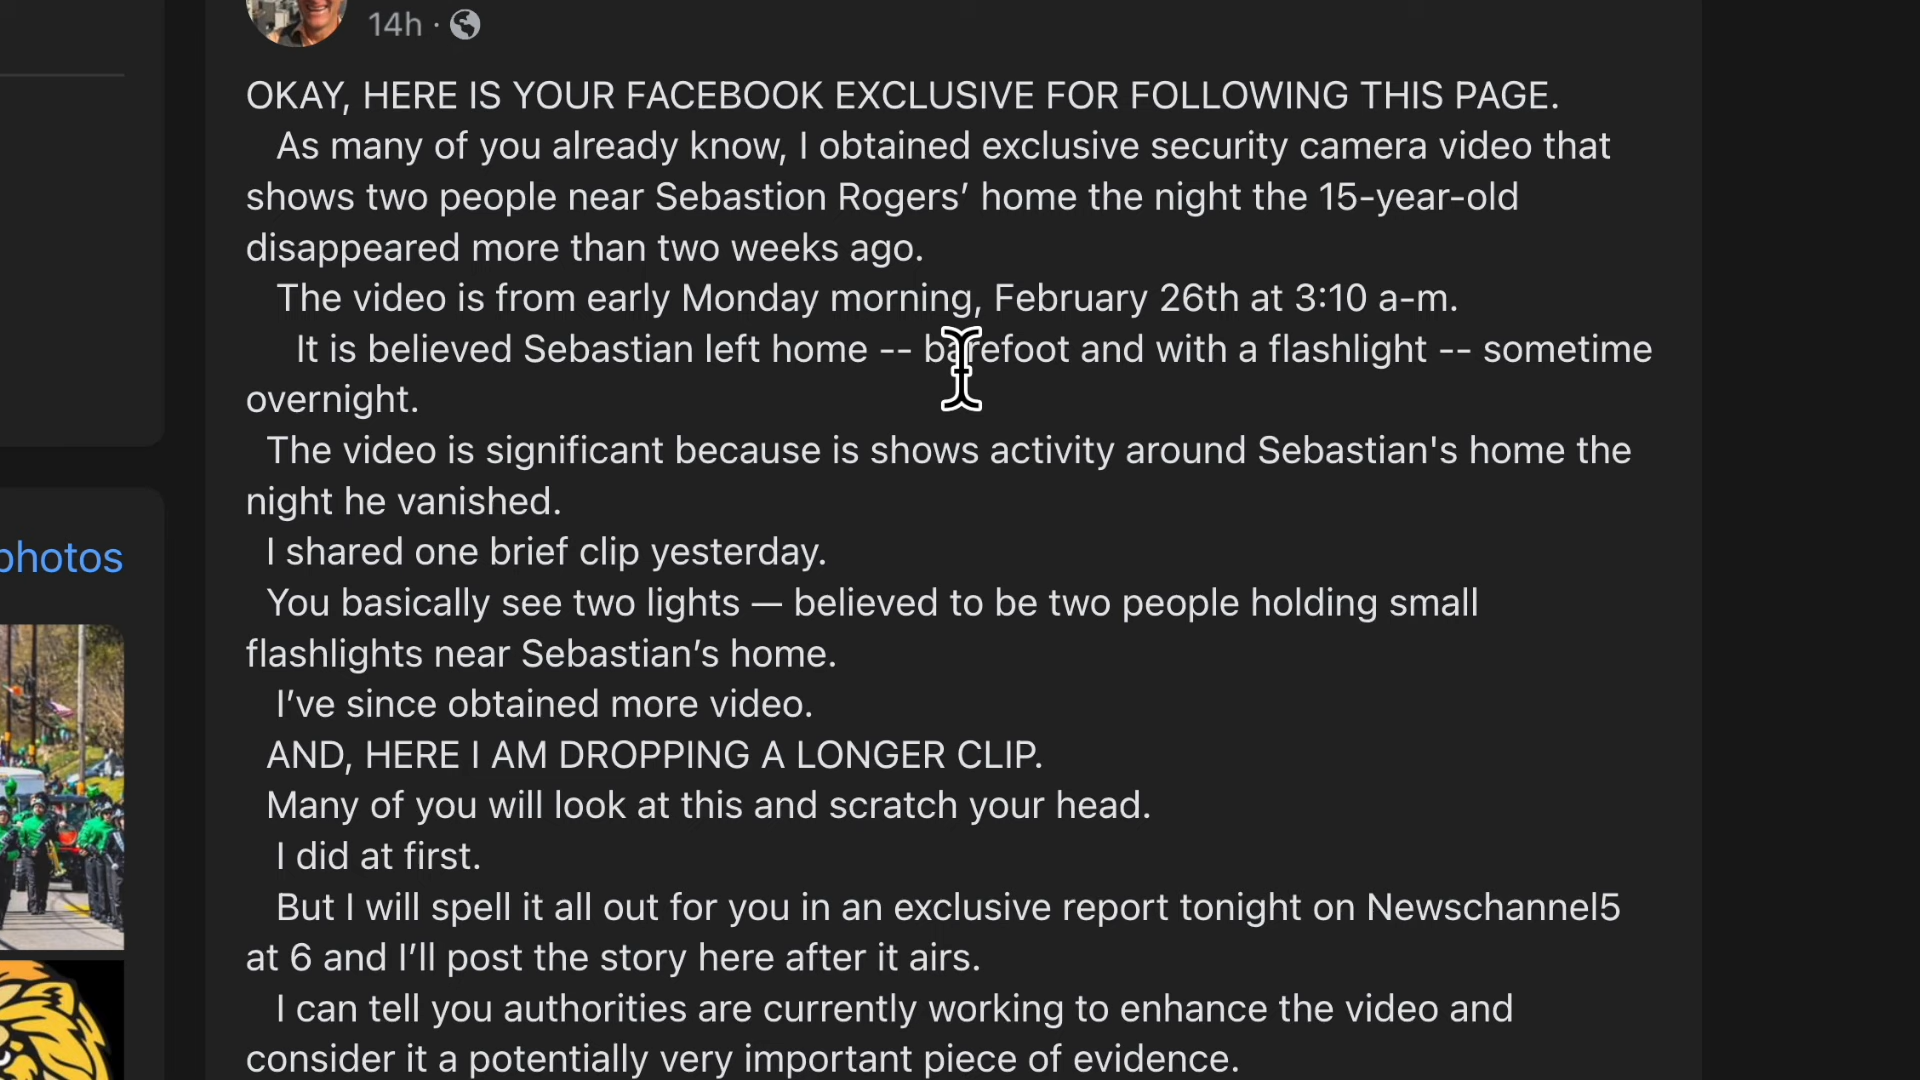 14h ·
OKAY, HERE IS YOUR FACEBOOK EXCLUSIVE FOR FOLLOWING THIS PAGE.
As many of you already know, I obtained exclusive security camera video that
shows two people near Sebastion Rogers’ home the night the 15-year-old
disappeared more than two weeks ago.
The video is from early Monday morning, February 26th at 3:10 a-m.
It is believed Sebastian left home -- barefoot and with a flashlight -- sometime
overnight.
The video is significant because is shows activity around Sebastian's home the
night he vanished.
I shared one brief clip yesterday.
You basically see two lights — believed to be two people holding small
flashlights near Sebastian’s home.
I’ve since obtained more video.
AND, HERE I AM DROPPING A LONGER CLIP.
Many of you will look at this and scratch your head.
I did at first.
But I will spell it all out for you in an exclusive report tonight on Newschannel5
at 6 and I’ll post the story here after it airs.
I can tell you authorities are currently working to enhance the video and
consider it a potentially very important piece of evidence.
photos